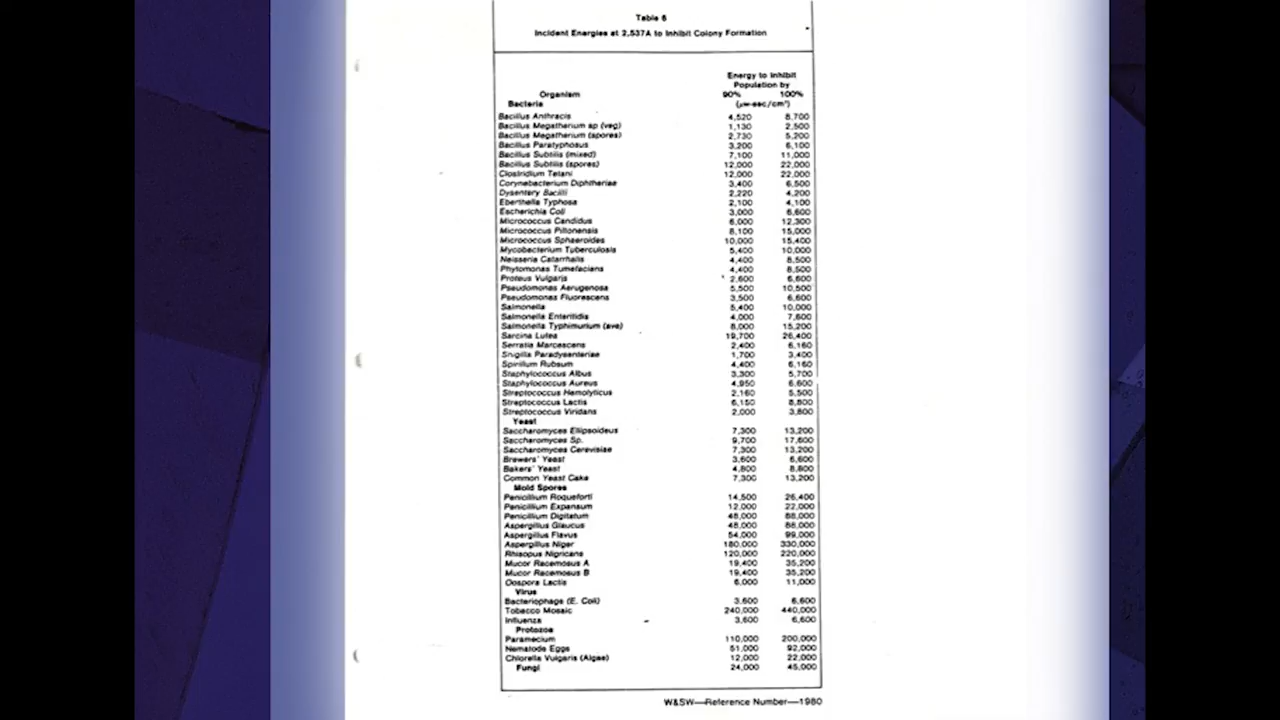 Table 6
Incident Energies at 2,537A to Inhibit Colony Formation
Energy to Inhibit
Population by
Organism 90% 100%
Bacteria (µw-sec/cm²)
Bacillus Anthracis 4,520 8,700
Bacillus Megatherium sp (veg) 1,130 2,500
Bacillus Megatherium (spores) 2,730 5,200
Bacillus Paratyphosus 3,200 6,100
Bacillus Subtilis (mixed) 7,100 11,000
Bacillus Subtilis (spores) 12,000 22,000
Clostridium Tetani 12,000 22,000
Corynebacterium Diphtheriae 3,400 6,500
Dysentery Bacilli 2,220 4,200
Eberthella Typhosa 2,100 4,100
Escherichia Coli 3,000 6,600
Micrococcus Candidus 6,000 12,300
Micrococcus Piltonensis 8,100 15,000
Micrococcus Sphaeroides 10,000 15,400
Mycobacterium Tuberculosis 5,400 10,000
Neisseria Catarrhalis 4,400 8,500
Phytomonas Tumefaciens 4,400 8,500
Proteus Vulgaris 2,600 6,600
Pseudomonas Aerugenosa 5,500 10,500
Pseudomonas Fluorescens 3,500 6,600
Salmonella 5,400 10,000
Salmonella Enteritidis 4,000 7,600
Salmonella Typhimurium (ave) 8,000 15,200
Sarcina Lutea 19,700 26,400
Serratia Marcescens 2,400 6,160
Shigilla Paradysenteriae 1,700 3,400
Spirillum Rubsum 4,400 6,160
Staphylococcus Albus 3,300 5,700
Staphylococcus Aureus 4,950 6,600
Streptococcus Hemolyticus 2,160 5,500
Streptococcus Lactis 6,150 8,800
Streptococcus Viridans 2,000 3,800
Yeast
Saccharomyces Ellipsoideus 7,300 13,200
Saccharomyces Sp. 9,700 17,600
Saccharomyces Cerevisiae 7,300 13,200
Brewers' Yeast 3,600 6,600
Bakers' Yeast 4,800 8,800
Common Yeast Cake 7,300 13,200
Mold Spores
Penicillium Roqueforti 14,500 26,400
Penicillium Expansum 12,000 22,000
Penicillium Digitatum 48,000 88,000
Aspergillus Glaucus 48,000 88,000
Aspergillus Flavus 54,000 99,000
Aspergillus Niger 180,000 330,000
Rhisopus Nigricans 120,000 220,000
Mucor Racemosus A 19,400 35,200
Mucor Racemosus B 19,400 35,200
Oospora Lactis 6,000 11,000
Virus
Bacteriophage (E. Coli) 3,600 6,600
Tobacco Mosaic 240,000 440,000
Influenza 3,600 6,600
Protozoa
Paramecium 110,000 200,000
Nematode Eggs 51,000 92,000
Chlorella Vulgaris (Algae) 12,000 22,000
Fungi 24,000 45,000
W&SW—Reference Number—1980